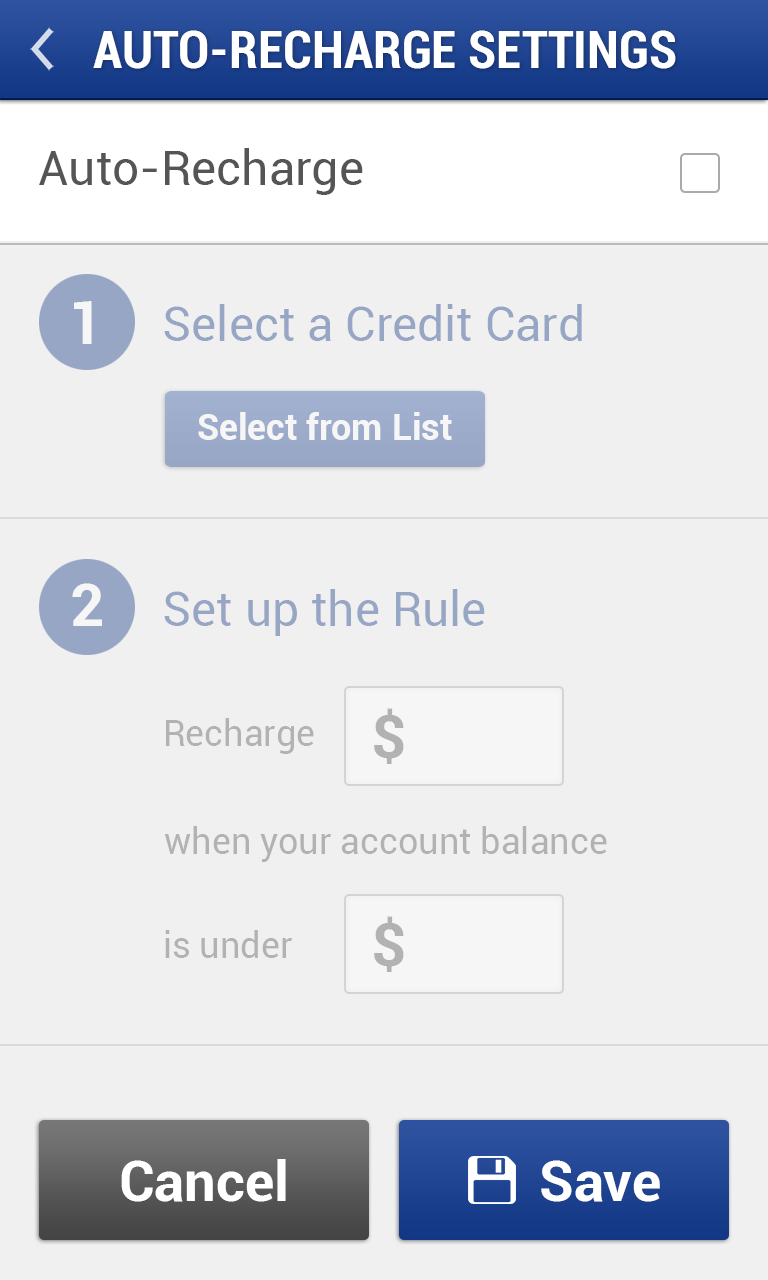 AUTO-RECHARGE SETTINGS
Auto-Recharge
1 Select a Credit Card
Select from List
2 Set up the Rule
Recharge $
when your account balance
is under $
Cancel Save